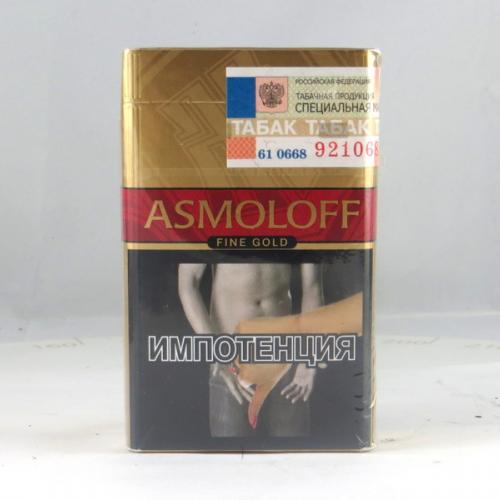 РОССИЙСКАЯ ФЕДЕРАЦИЯ
ТАБАЧНАЯ ПРОДУКЦИЯ
СПЕЦИАЛЬНАЯ
ТАБАК ТАБАК
61 0668 921068
ASMOLOFF
FINE GOLD
ИМПОТЕНЦИЯ